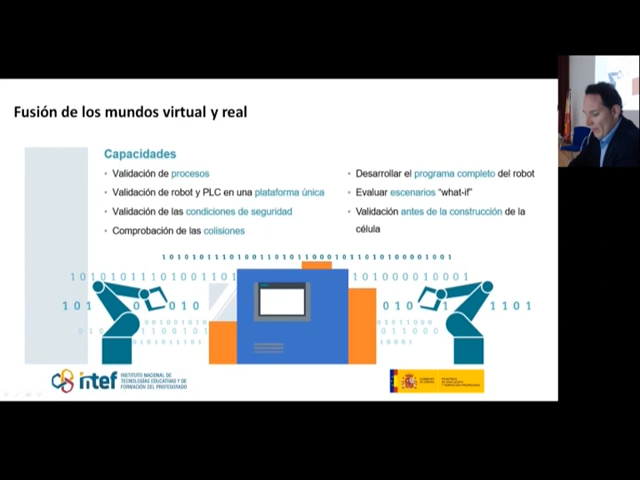 Fusión de los mundos virtual y real
Capacidades
• Validación de procesos
• Validación de robot y PLC en una plataforma única
• Validación de las condiciones de seguridad
• Comprobación de las colisiones
• Desarrollar el programa completo del robot
• Evaluar escenarios “what-if”
• Validación antes de la construcción de la
célula
intef
INSTITUTO NACIONAL DE
TECNOLOGÍAS EDUCATIVAS Y DE
FORMACIÓN DEL PROFESORADO